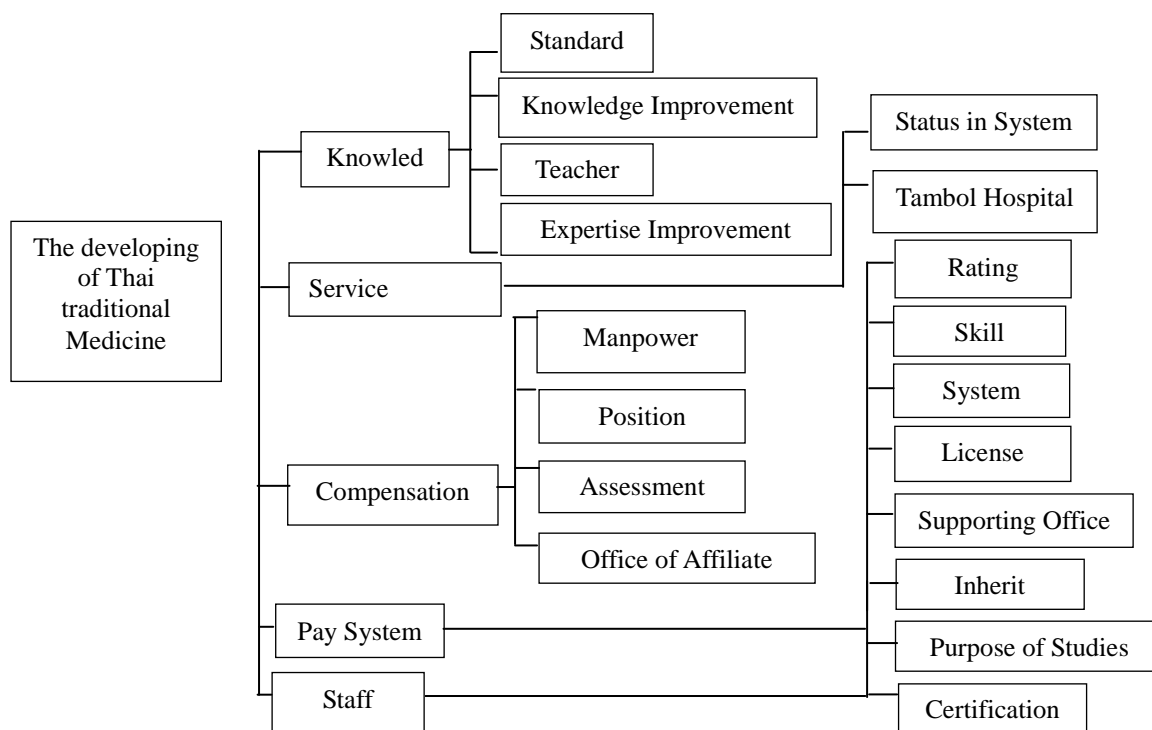 The developing
of Thai
traditional
Medicine
Knowled
Standard
Knowledge Improvement
Teacher
Expertise Improvement
Service
Status in System
Tambol Hospital
Compensation
Manpower
Position
Assessment
Office of Affiliate
Pay System
Staff
Rating
Skill
System
License
Supporting Office
Inherit
Purpose of Studies
Certification